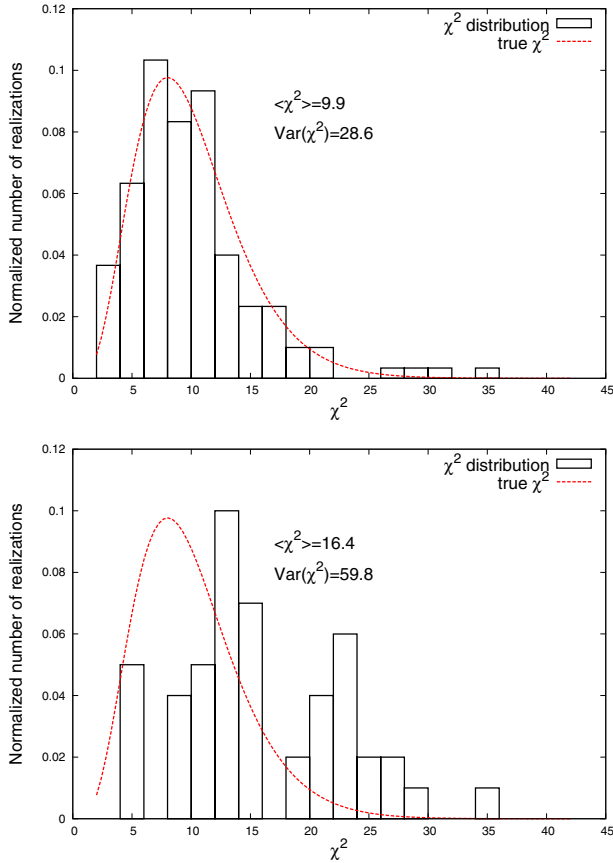 0.12
0.1
0.08
0.06
0.04
0.02
0
0 5 10 15 20 25 30 35 40 45
Normalized number of realizations
χ²
χ² distribution
true χ²
<χ²>=9.9
Var(χ²)=28.6
0.12
0.1
0.08
0.06
0.04
0.02
0
0 5 10 15 20 25 30 35 40 45
Normalized number of realizations
χ²
χ² distribution
true χ²
<χ²>=16.4
Var(χ²)=59.8